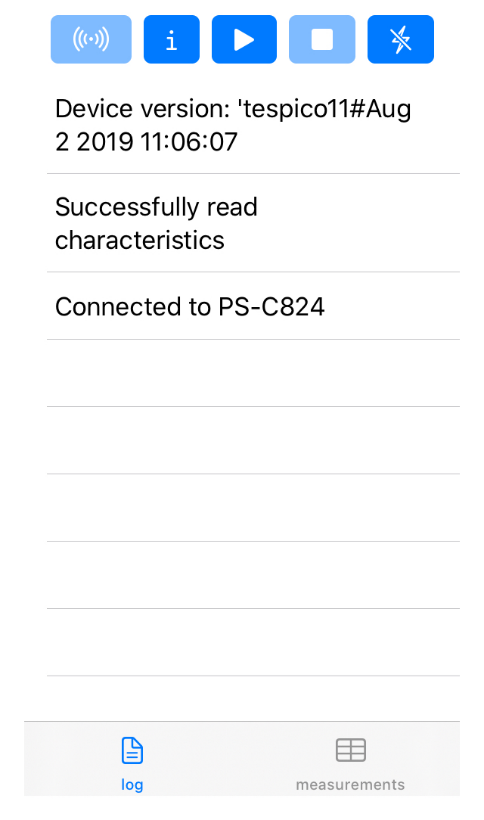 i
Device version: 'tespico11#Aug
2 2019 11:06:07
Successfully read
characteristics
Connected to PS-C824
log
measurements